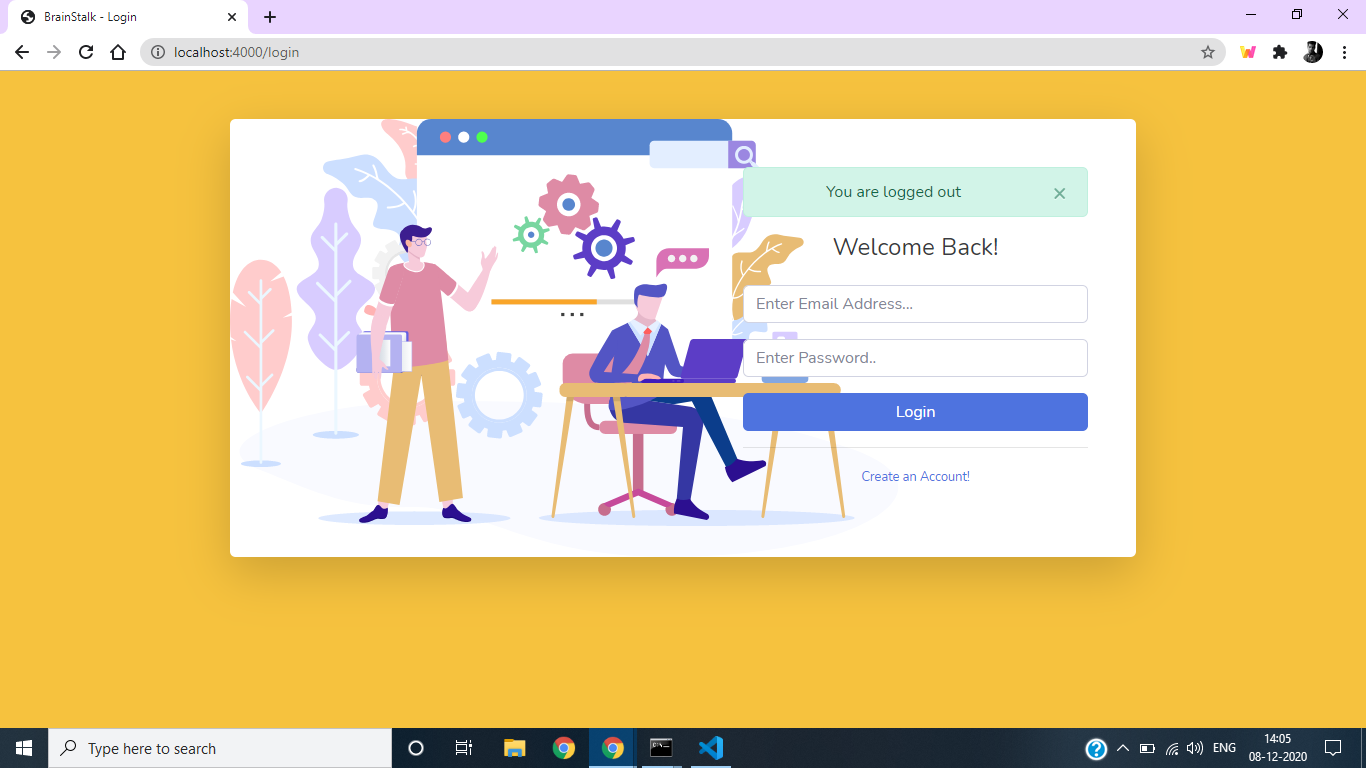 BrainStalk - Login
localhost:4000/login
You are logged out
Welcome Back!
Enter Email Address...
Enter Password..
Login
Create an Account!
Type here to search
ENG
14:05
08-12-2020